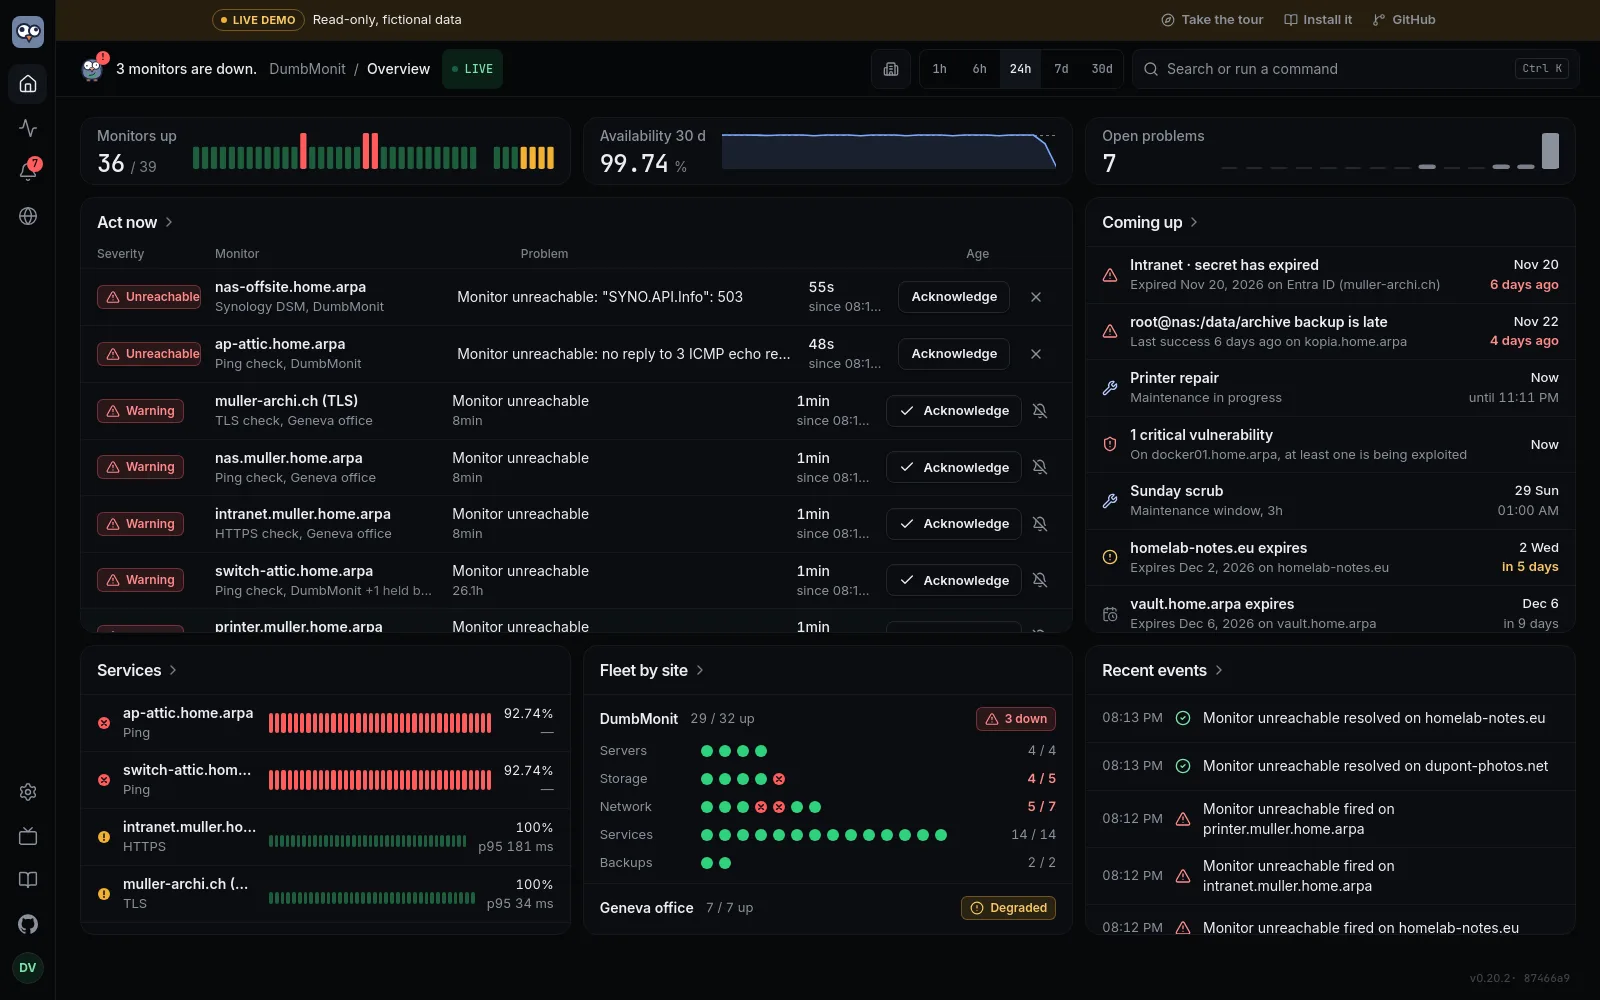 LIVE DEMO Read-only, fictional data Take the tour Install it GitHub
3 monitors are down. DumbMonit / Overview LIVE 1h 6h 24h 7d 30d Search or run a command Ctrl K
7
Monitors up
36 / 39
Availability 30 d
99.74 %
Open problems
7
Act now
Severity Monitor Problem Age
Unreachable nas-offsite.home.arpa Monitor unreachable: "SYNO.API.Info": 503 55s Acknowledge
Synology DSM, DumbMonit since 08:1...
Unreachable ap-attic.home.arpa Monitor unreachable: no reply to 3 ICMP echo re... 48s Acknowledge
Ping check, DumbMonit since 08:1...
Warning muller-archi.ch (TLS) Monitor unreachable 1min Acknowledge
TLS check, Geneva office 8min since 08:1...
Warning nas.muller.home.arpa Monitor unreachable 1min Acknowledge
Ping check, Geneva office 8min since 08:1...
Warning intranet.muller.home.arpa Monitor unreachable 1min Acknowledge
HTTPS check, Geneva office 8min since 08:1...
Warning switch-attic.home.arpa Monitor unreachable 1min Acknowledge
Ping check, DumbMonit +1 held b... 26.1h since 08:1...
printer.muller.home.arpa Monitor unreachable 1min
Coming up
Intranet · secret has expired Nov 20
Expired Nov 20, 2026 on Entra ID (muller-archi.ch) 6 days ago
root@nas:/data/archive backup is late Nov 22
Last success 6 days ago on kopia.home.arpa 4 days ago
Printer repair Now
Maintenance in progress until 11:11 PM
1 critical vulnerability Now
On docker01.home.arpa, at least one is being exploited
Sunday scrub 29 Sun
Maintenance window, 3h 01:00 AM
homelab-notes.eu expires 2 Wed
Expires Dec 2, 2026 on homelab-notes.eu in 5 days
vault.home.arpa expires Dec 6
Expires Dec 6, 2026 on vault.home.arpa in 9 days
Services
ap-attic.home.arpa 92.74%
Ping —
switch-attic.hom... 92.74%
Ping —
intranet.muller.ho... 100%
HTTPS p95 181 ms
muller-archi.ch (... 100%
TLS p95 34 ms
Fleet by site
DumbMonit 29 / 32 up 3 down
Servers 4 / 4
Storage 4 / 5
Network 5 / 7
Services 14 / 14
Backups 2 / 2
Geneva office 7 / 7 up Degraded
Recent events
08:13 PM Monitor unreachable resolved on homelab-notes.eu
08:13 PM Monitor unreachable resolved on dupont-photos.net
08:12 PM Monitor unreachable fired on
printer.muller.home.arpa
08:12 PM Monitor unreachable fired on
intranet.muller.home.arpa
08:12 PM Monitor unreachable fired on homelab-notes.eu
DV
v0.20.2· 87466a9